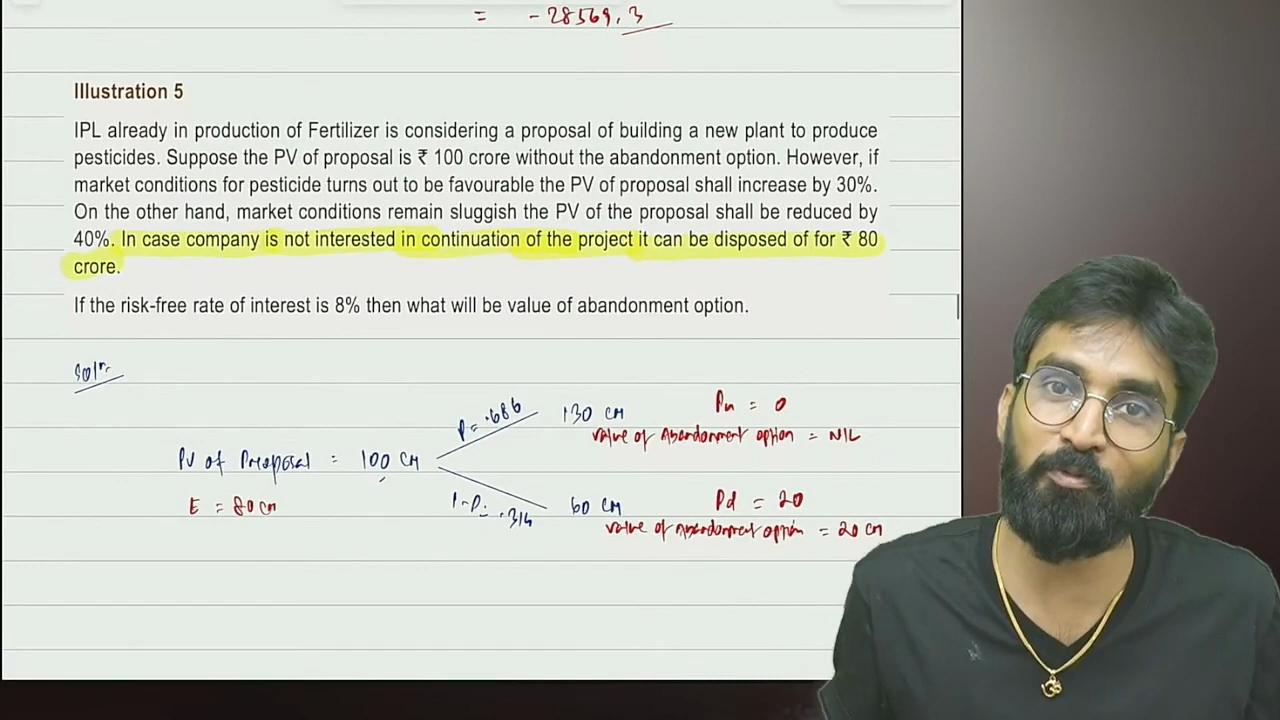 = -28569.3
Illustration 5
IPL already in production of Fertilizer is considering a proposal of building a new plant to produce
pesticides. Suppose the PV of proposal is ₹ 100 crore without the abandonment option. However, if
market conditions for pesticide turns out to be favourable the PV of proposal shall increase by 30%.
On the other hand, market conditions remain sluggish the PV of the proposal shall be reduced by
40%. In case company is not interested in continuation of the project it can be disposed of for ₹ 80
crore.
If the risk-free rate of interest is 8% then what will be value of abandonment option.
Soln.
PV of Proposal = 100 cr
E = 80 cr
P = .686
1-P = .314
130 cr
Pu = 0
value of Abandonment option = NIL
60 cr
Pd = 20
value of Abandonment option = 20 cr